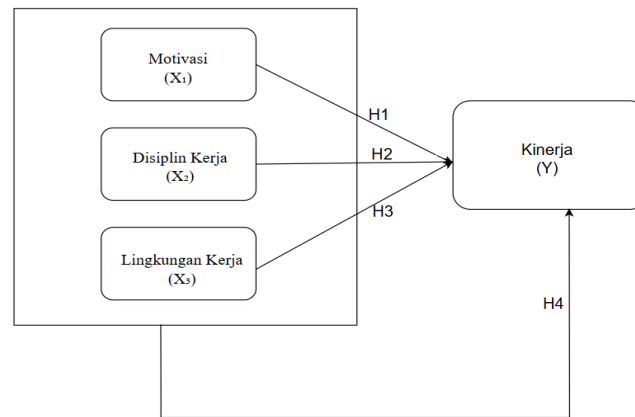 Motivasi
(X₁)
H1
Disiplin Kerja
(X₂)
H2
Kinerja
(Y)
H3
Lingkungan Kerja
(X₃)
H4